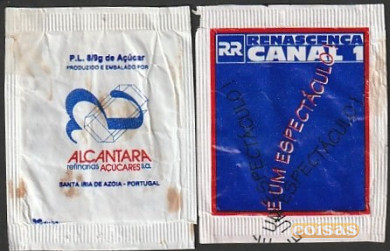 P.L. 8/9g de Açúcar
PRODUZIDO E EMBALADO POR
ALCANTARA
refinarias AÇUCARES s.a.
SANTA IRIA DE AZOIA - PORTUGAL
RR RENASCENÇA
CANAL 1
É UM ESPECTÁCULO!
É UM ESPECTÁCULO!
ESPECTÁCULO!
coisas